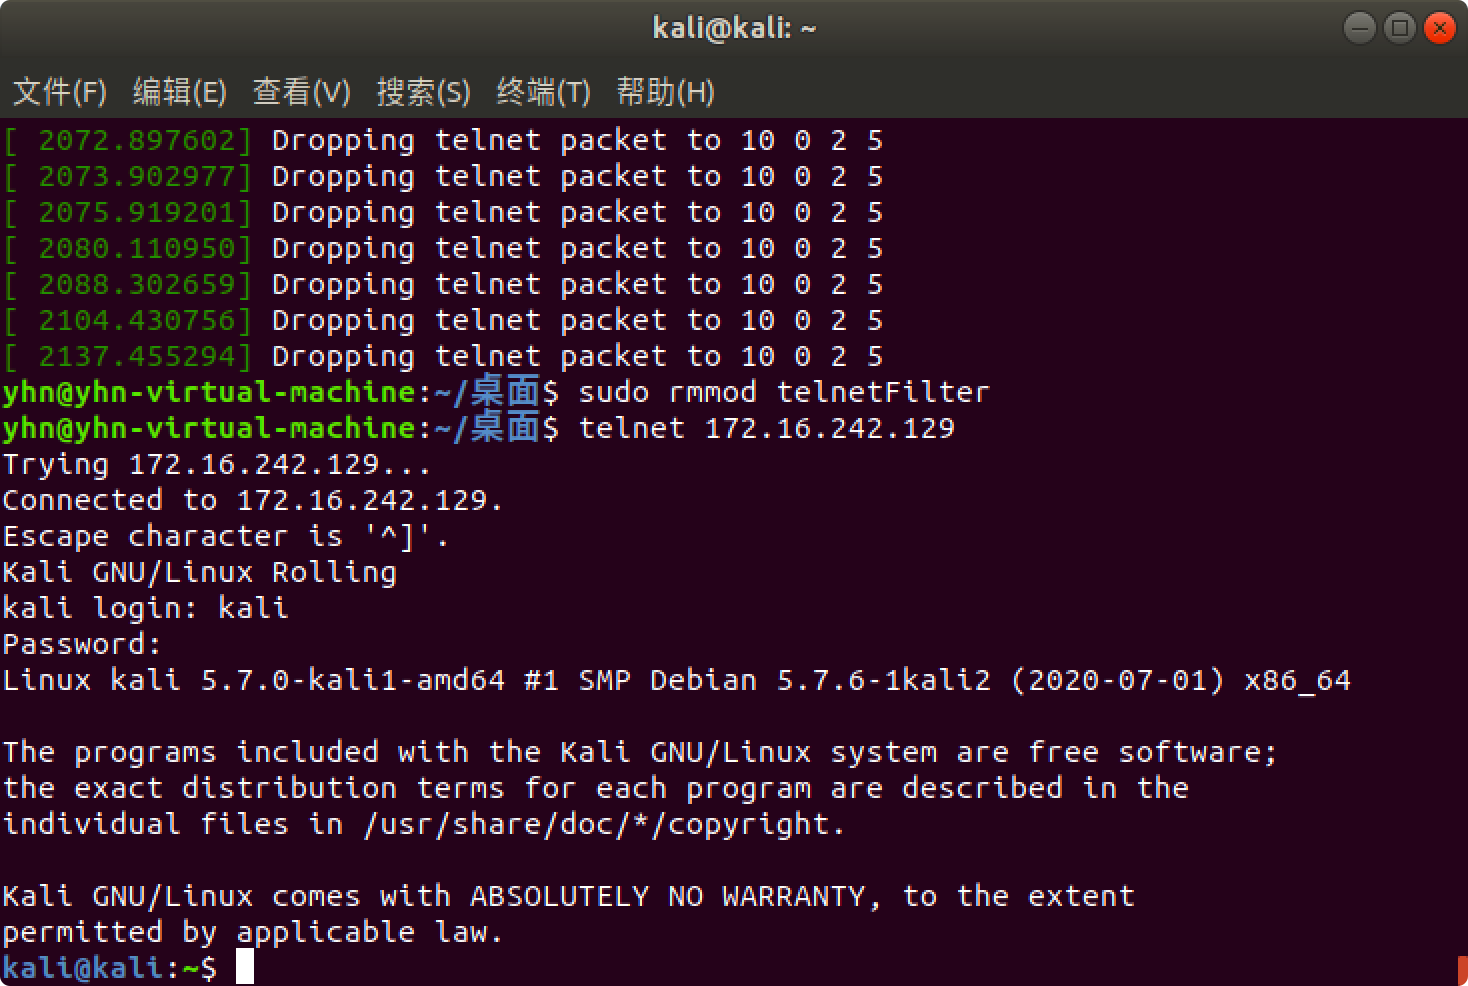 kali@kali: ~
文件(F) 编辑(E) 查看(V) 搜索(S) 终端(T) 帮助(H)
[ 2072.897602] Dropping telnet packet to 10 0 2 5
[ 2073.902977] Dropping telnet packet to 10 0 2 5
[ 2075.919201] Dropping telnet packet to 10 0 2 5
[ 2080.110950] Dropping telnet packet to 10 0 2 5
[ 2088.302659] Dropping telnet packet to 10 0 2 5
[ 2104.430756] Dropping telnet packet to 10 0 2 5
[ 2137.455294] Dropping telnet packet to 10 0 2 5
yhn@yhn-virtual-machine:~/桌面$ sudo rmmod telnetFilter
yhn@yhn-virtual-machine:~/桌面$ telnet 172.16.242.129
Trying 172.16.242.129...
Connected to 172.16.242.129.
Escape character is '^]'.
Kali GNU/Linux Rolling
kali login: kali
Password:
Linux kali 5.7.0-kali1-amd64 #1 SMP Debian 5.7.6-1kali2 (2020-07-01) x86_64
The programs included with the Kali GNU/Linux system are free software;
the exact distribution terms for each program are described in the
individual files in /usr/share/doc/*/copyright.
Kali GNU/Linux comes with ABSOLUTELY NO WARRANTY, to the extent
permitted by applicable law.
kali@kali:~$